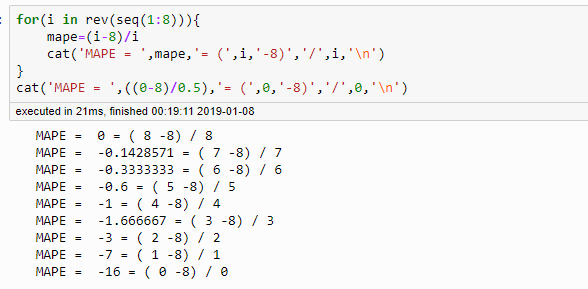 for(i in rev(seq(1:8))){
    mape=(i-8)/i
    cat('MAPE = ',mape,'= (',i,'-8)','/',i,'\n')
}
cat('MAPE = ',((0-8)/0.5),'= (',0,'-8)','/',0,'\n')
executed in 21ms, finished 00:19:11 2019-01-08
MAPE =  0 = ( 8 -8) / 8
MAPE =  -0.1428571 = ( 7 -8) / 7
MAPE =  -0.3333333 = ( 6 -8) / 6
MAPE =  -0.6 = ( 5 -8) / 5
MAPE =  -1 = ( 4 -8) / 4
MAPE =  -1.666667 = ( 3 -8) / 3
MAPE =  -3 = ( 2 -8) / 2
MAPE =  -7 = ( 1 -8) / 1
MAPE =  -16 = ( 0 -8) / 0